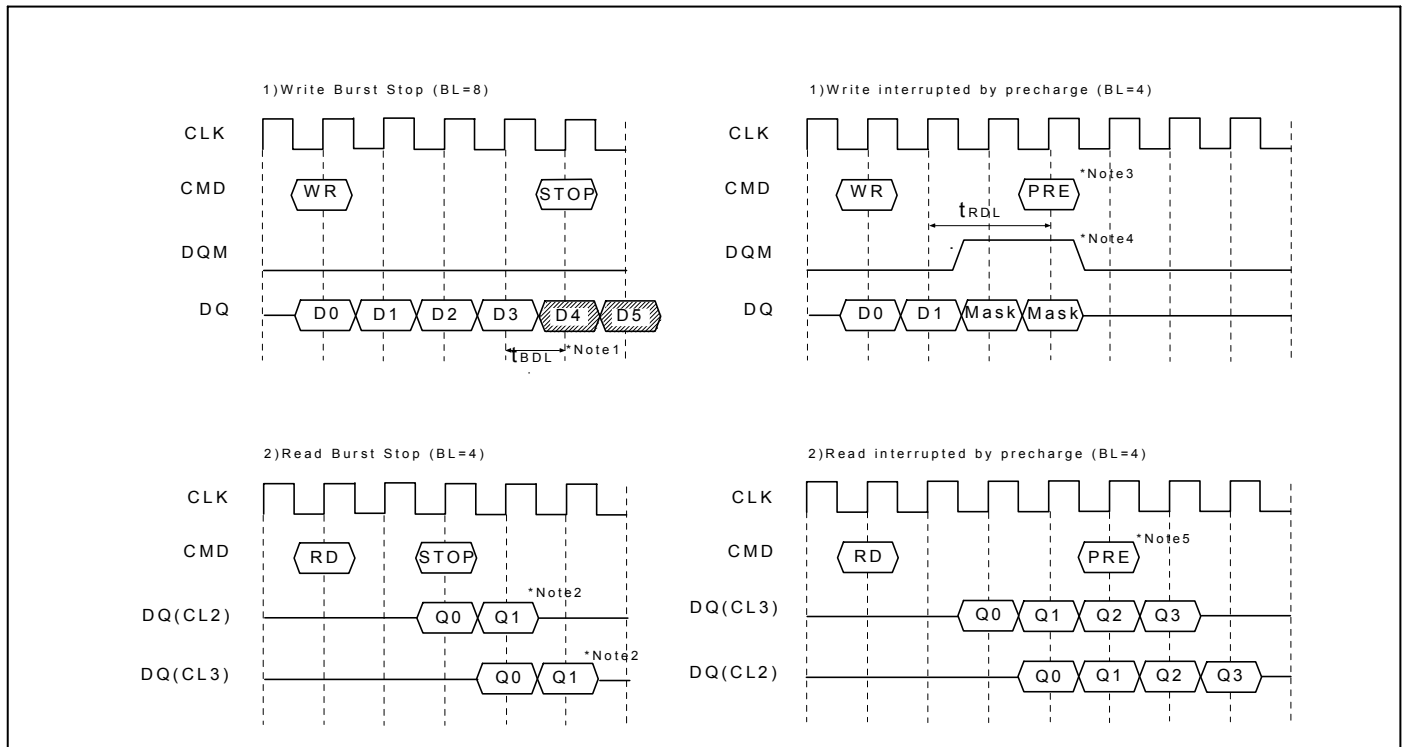 1)Write Burst Stop (BL=8)
CLK
CMD WR STOP
DQM
DQ D0 D1 D2 D3 D4 D5
tBDL *Note1
1)Write interrupted by precharge (BL=4)
CLK
CMD WR PRE *Note3
tRDL
DQM *Note4
DQ D0 D1 Mask Mask
2)Read Burst Stop (BL=4)
CLK
CMD RD STOP
DQ(CL2) Q0 Q1 *Note2
DQ(CL3) Q0 Q1 *Note2
2)Read interrupted by precharge (BL=4)
CLK
CMD RD PRE *Note5
DQ(CL3) Q0 Q1 Q2 Q3
DQ(CL2) Q0 Q1 Q2 Q3